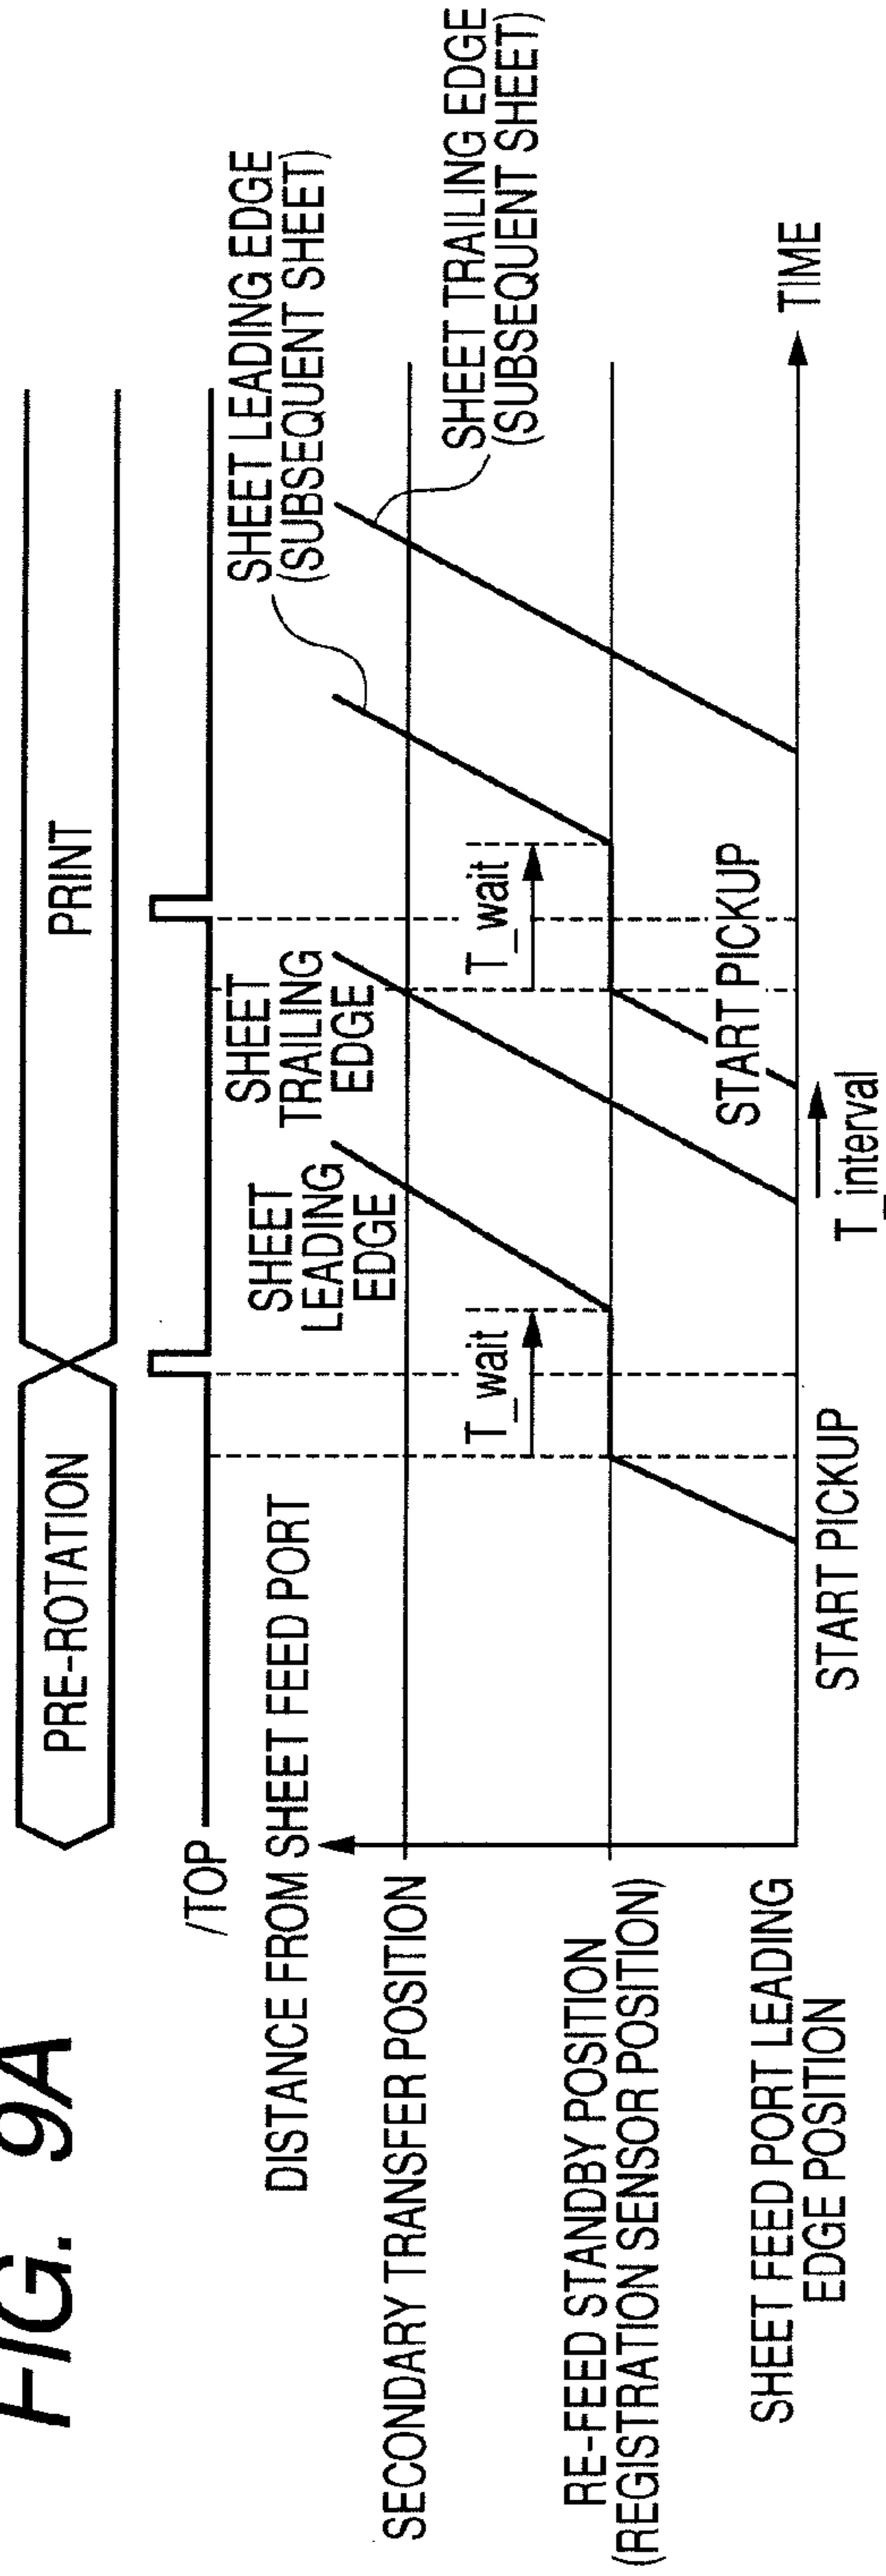 FIG. 9A
PRE-ROTATION
PRINT
/TOP
DISTANCE FROM SHEET FEED PORT
SHEET LEADING EDGE
(SUBSEQUENT SHEET)
SHEET
LEADING
EDGE
SHEET
TRAILING
EDGE
SHEET TRAILING EDGE
(SUBSEQUENT SHEET)
SECONDARY TRANSFER POSITION
T_wait
T_wait
RE-FEED STANDBY POSITION
(REGISTRATION SENSOR POSITION)
START PICKUP
SHEET FEED PORT LEADING
EDGE POSITION
TIME
START PICKUP
T_interval